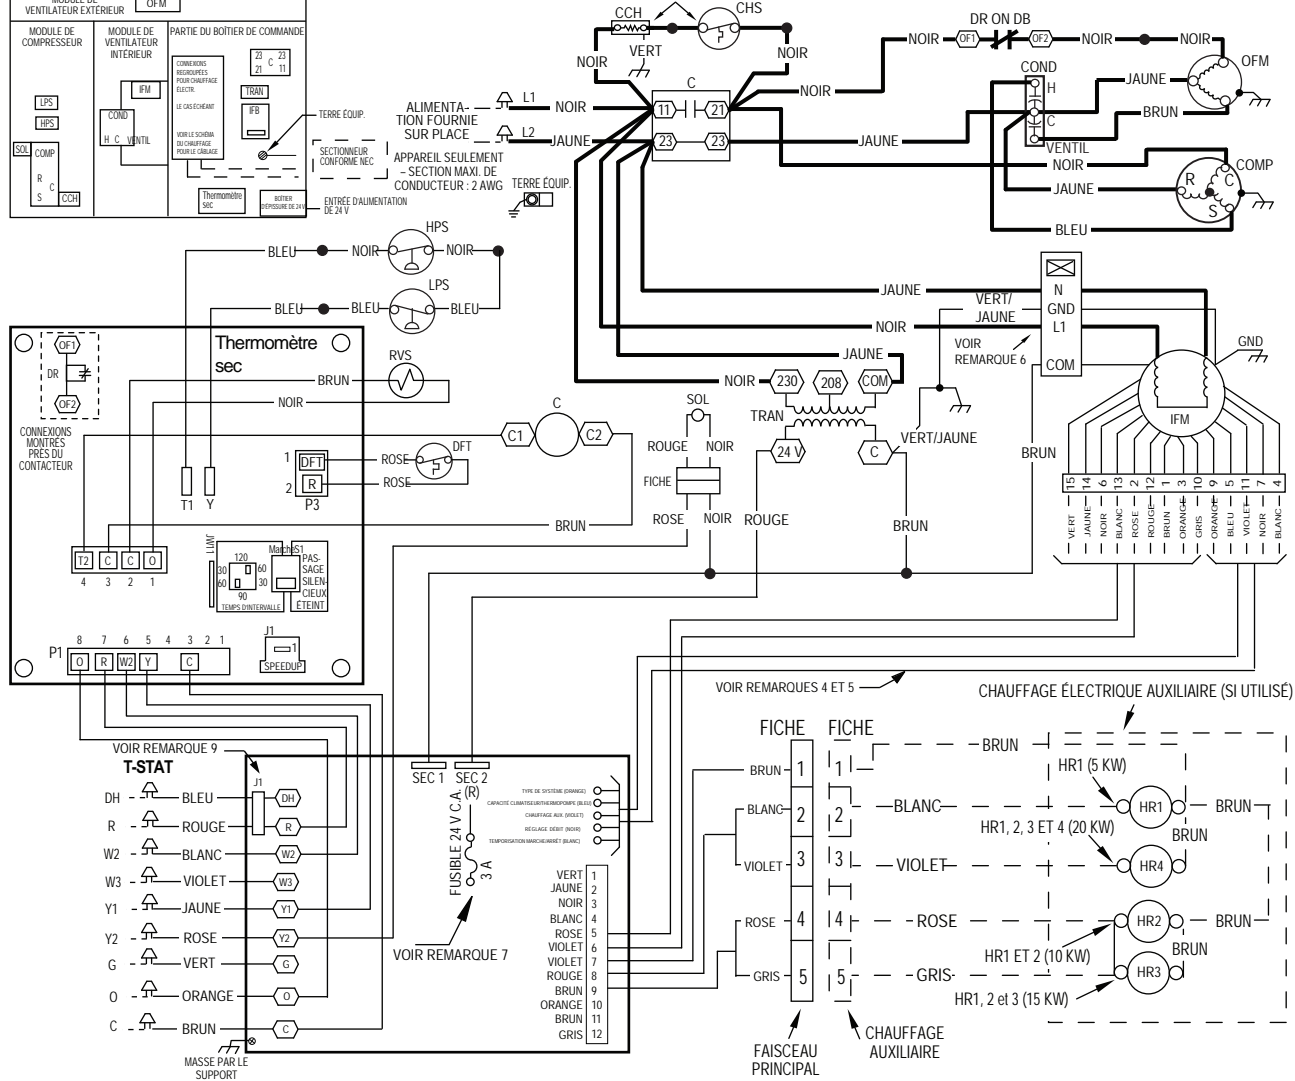 MODULE DE
VENTILATEUR EXTÉRIEUR
OFM
MODULE DE
COMPRESSEUR
MODULE DE
VENTILATEUR
INTÉRIEUR
PARTIE DU BOÎTIER DE COMMANDE
CONNEXIONS
REGROUPÉES
POUR CHAUFFAGE
ÉLECTR.
LE CAS ÉCHÉANT
VOIR LE SCHÉMA
DU CHAUFFAGE
POUR LE CÂBLAGE
23 C 23
21 11
TRAN
IFB
IFM
LPS
HPS
SOL
COMP
R
C
S
CCH
COND
H C VENTIL
TERRE ÉQUIP.
SECTIONNEUR
CONFORME NEC
Thermomètre
sec
BOÎTIER
D'ÉPISSURE DE 24 V
ENTRÉE D'ALIMENTATION
DE 24 V
ALIMENTA-
TION FOURNIE
SUR PLACE
L1
NOIR
L2
JAUNE
APPAREIL SEULEMENT
– SECTION MAXI. DE
CONDUCTEUR : 2 AWG
TERRE ÉQUIP.
CCH
CHS
VERT
NOIR
NOIR
NOIR
C
11
21
23
23
NOIR
OF1
DR ON DB
OF2
NOIR
NOIR
OFM
COND
H
C
VENTIL
JAUNE
BRUN
JAUNE
NOIR
JAUNE
BLEU
COMP
R
C
S
BLEU
NOIR
HPS
NOIR
BLEU
BLEU
LPS
BLEU
JAUNE
NOIR
JAUNE
N
GND
L1
COM
VERT/
JAUNE
VOIR
REMARQUE 6
GND
IFM
OF1
DR
OF2
CONNEXIONS
MONTRÉS
PRÈS DU
CONTACTEUR
Thermomètre
sec
RVS
BRUN
NOIR
C
C1
C2
NOIR
230
208
COM
TRAN
24 V
C
VERT/JAUNE
SOL
ROUGE
NOIR
FICHE
ROSE
NOIR
ROUGE
BRUN
BRUN
1
DFT
2
R
P3
ROSE
DFT
ROSE
T1
Y
BRUN
15
14
6
13
2
12
1
3
10
9
5
11
7
4
VERT
JAUNE
NOIR
BLANC
ROSE
ROUGE
BRUN
ORANGE
GRIS
ORANGE
BLEU
VIOLET
NOIR
BLANC
T2
C
C
O
4
3
2
1
JW11
120
30
60
60
30
90
TEMPS D'INTERVALLE
Marche
S1
PAS-
SAGE
SILEN-
CIEUX
ÉTEINT
J1
1
SPEEDUP
8
7
6
5
4
3
2
1
P1
O
R
W2
Y
C
VOIR REMARQUES 4 ET 5
VOIR REMARQUE 9
T-STAT
J1
SEC 1
SEC 2
(R)
FUSIBLE 24 V C.A.
3 A
VOIR REMARQUE 7
TYPE DE SYSTÈME (ORANGE)
CAPACITÉ CLIMATISEUR/THERMOPOMPE (BLEU)
CHAUFFAGE AUX. (VIOLET)
RÉGLAGE DÉBIT (NOIR)
TEMPORISATION MARCHE/ARRÊT (BLANC)
DH BLEU DH
R ROUGE R
W2 BLANC W2
W3 VIOLET W3
Y1 JAUNE Y1
Y2 ROSE Y2
G VERT G
O ORANGE O
C BRUN C
MASSE PAR LE
SUPPORT
VERT 1
JAUNE 2
NOIR 3
BLANC 4
ROSE 5
VIOLET 6
VIOLET 7
ROUGE 8
BRUN 9
ORANGE 10
BRUN 11
GRIS 12
FICHE
FICHE
BRUN 1 1 BRUN
BLANC 2 2 BLANC
VIOLET 3 3 VIOLET
ROSE 4 4 ROSE
GRIS 5 5 GRIS
FAISCEAU
PRINCIPAL
CHAUFFAGE
AUXILIAIRE
CHAUFFAGE ÉLECTRIQUE AUXILIAIRE (SI UTILISÉ)
HR1 (5 KW)
HR1
BRUN
HR1, 2, 3 ET 4 (20 KW)
BRUN
HR4
HR2
BRUN
HR1 ET 2 (10 KW)
BRUN
HR3
HR1, 2 et 3 (15 KW)